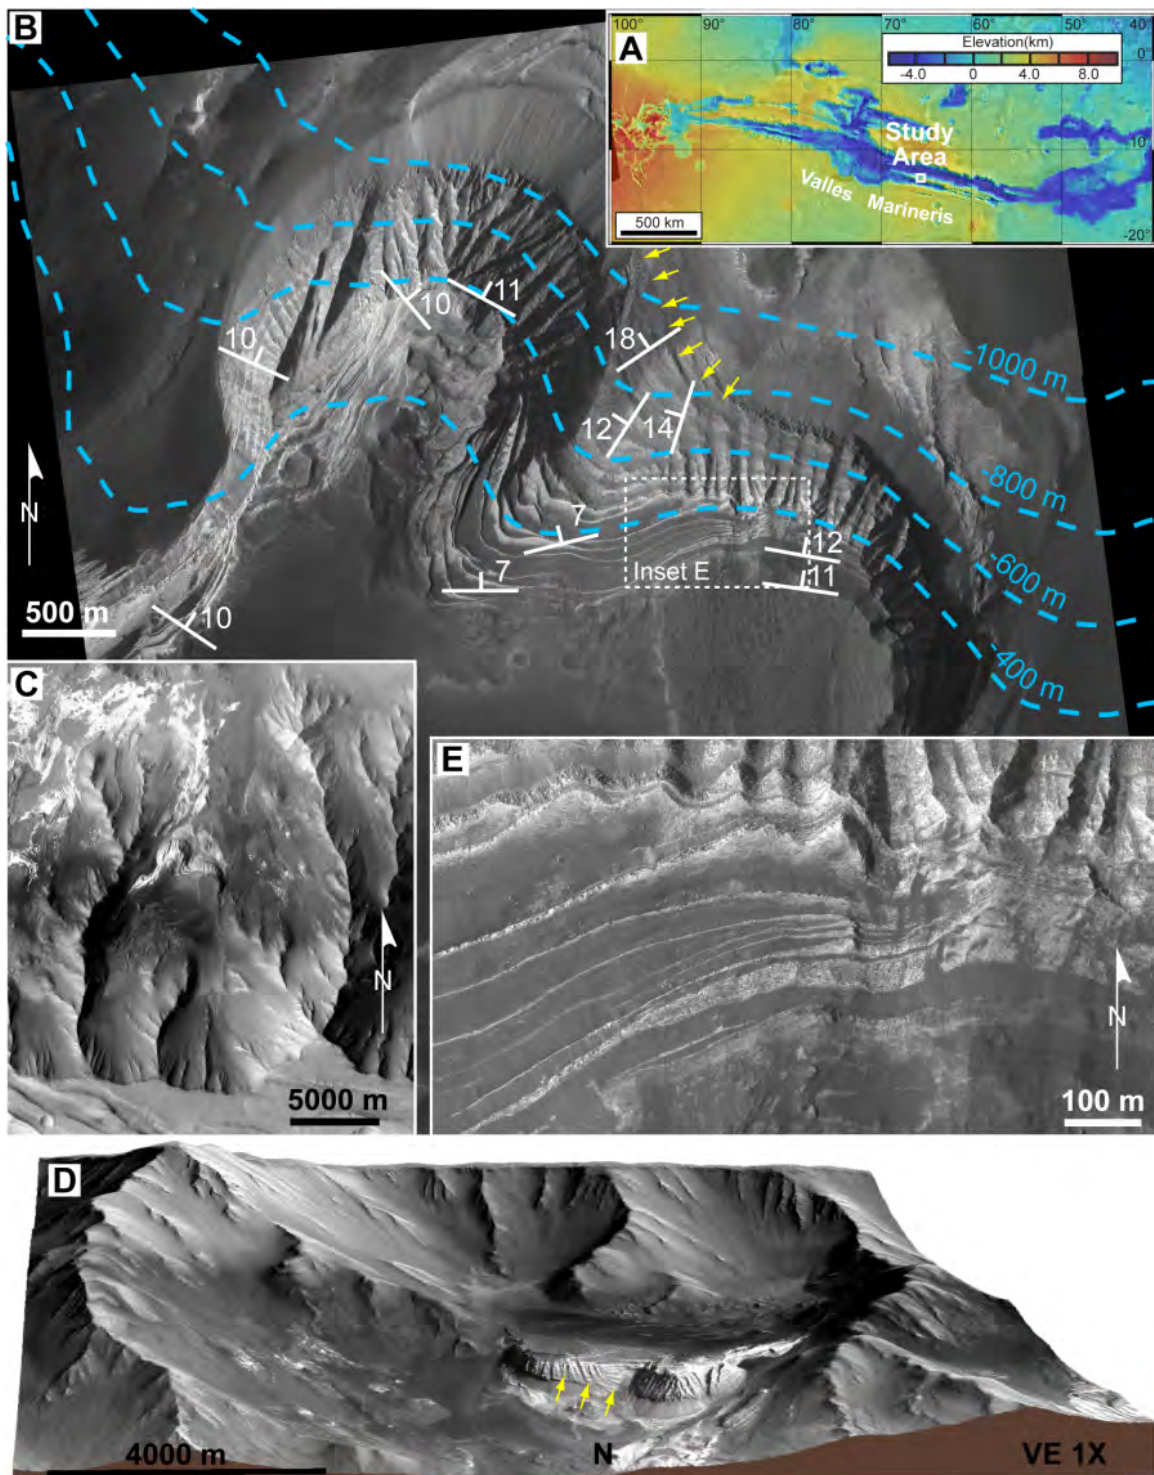 B
A
100° 90° 80° 70° 60° 50° 40°
Elevation(km)
-4.0 0 4.0 8.0
0°
-10°
-20°
Study
Area
Valles Marineris
500 km
10
10
11
18
12
14
7
7
12
11
10
-1000 m
-800 m
-600 m
-400 m
Inset E
N
500 m
C
N
5000 m
E
N
100 m
D
4000 m
N
VE 1X